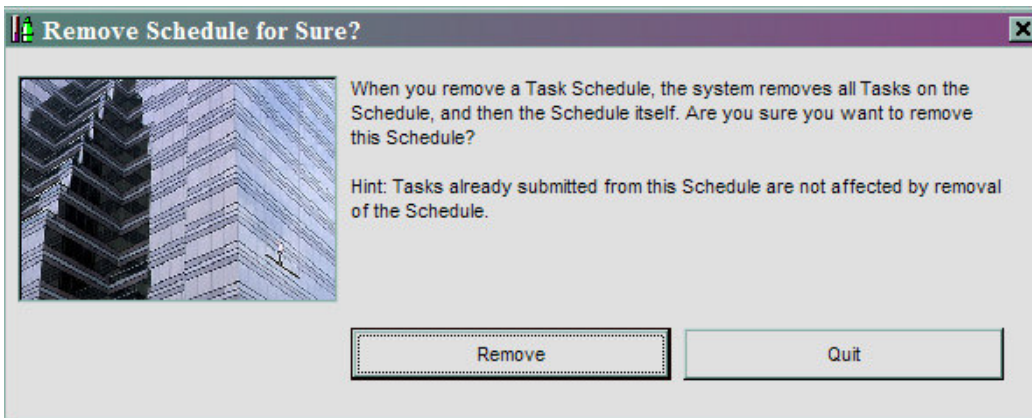 Remove Schedule for Sure?
When you remove a Task Schedule, the system removes all Tasks on the
Schedule, and then the Schedule itself. Are you sure you want to remove
this Schedule?
Hint: Tasks already submitted from this Schedule are not affected by removal
of the Schedule.
Remove
Quit